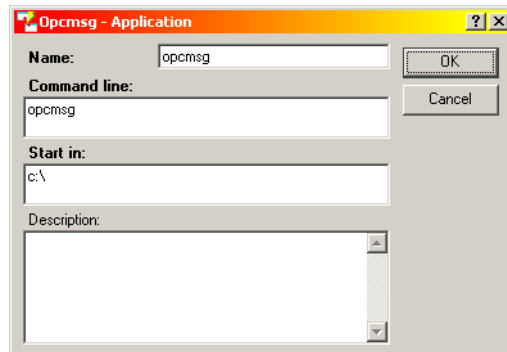 Opcmsg - Application
Name:
opcmsg
OK
Command line:
Cancel
opcmsg
Start in:
c:\
Description: